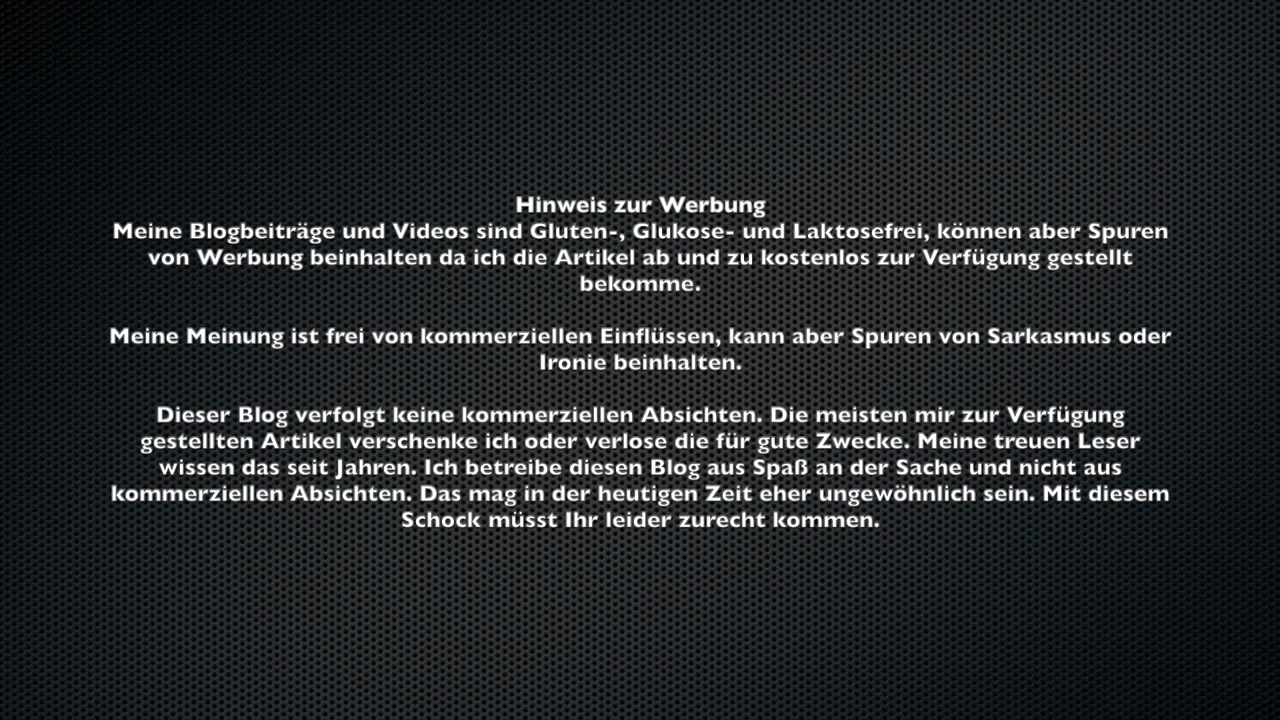 Hinweis zur Werbung
Meine Blogbeiträge und Videos sind Gluten-, Glukose- und Laktosefrei, können aber Spuren
von Werbung beinhalten da ich die Artikel ab und zu kostenlos zur Verfügung gestellt
bekomme.
Meine Meinung ist frei von kommerziellen Einflüssen, kann aber Spuren von Sarkasmus oder
Ironie beinhalten.
Dieser Blog verfolgt keine kommerziellen Absichten. Die meisten mir zur Verfügung
gestellten Artikel verschenke ich oder verlose die für gute Zwecke. Meine treuen Leser
wissen das seit Jahren. Ich betreibe diesen Blog aus Spaß an der Sache und nicht aus
kommerziellen Absichten. Das mag in der heutigen Zeit eher ungewöhnlich sein. Mit diesem
Schock müsst Ihr leider zurecht kommen.